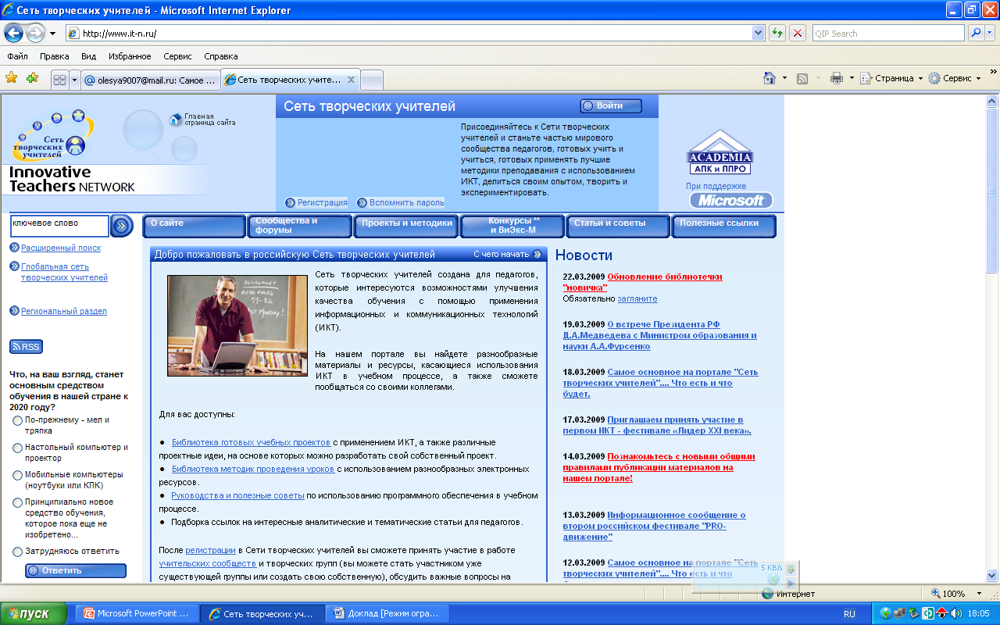 Сеть творческих учителей - Microsoft Internet Explorer
http://www.it-n.ru/
QIP Search
Файл Правка Вид Избранное Сервис Справка
olesya9007@mail.ru: Самое ...
Сеть творческих учите...
Страница
Сервис
Сеть
творческих
учителей
Innovative
Teachers NETWORK
Главная
страница сайта
Сеть творческих учителей
Войти
Присоединяйтесь к Сети творческих
учителей и станьте частью мирового
сообщества педагогов, готовых учить и
учиться, готовых применять лучшие
методики преподавания с использованием
ИКТ, делиться своим опытом, творить и
экспериментировать.
Регистрация
Вспомнить пароль
ACADEMIA
АПК и ППРО
При поддержке
Microsoft
ключевое слово
Расширенный поиск
Глобальная сеть
творческих учителей
Региональный раздел
RSS
Что, на ваш взгляд, станет
основным средством
обучения в нашей стране к
2020 году?
По-прежнему - мел и
тряпка
Настольный компьютер и
проектор
Мобильные компьютеры
(ноутбуки или КПК)
Принципиально новое
средство обучения,
которое пока еще не
изобретено...
Затрудняюсь ответить
Ответить
О сайте
Сообщества и
форумы
Проекты и методики
Конкурсы **
и ВиЭкс-М
Статьи и советы
Полезные ссылки
Добро пожаловать в российскую Сеть творческих учителей
С чего начать
ASSIGNMENT
READ PAGES
71-92
Сеть творческих учителей создана для педагогов,
которые интересуются возможностями улучшения
качества обучения с помощью применения
информационных и коммуникационных технологий
(ИКТ).
На нашем портале вы найдете разнообразные
материалы и ресурсы, касающиеся использования
ИКТ в учебном процессе, а также сможете
пообщаться со своими коллегами.
Для вас доступны:
● Библиотека готовых учебных проектов с применением ИКТ, а также различные
проектные идеи, на основе которых можно разработать свой собственный проект.
● Библиотека методик проведения уроков с использованием разнообразных электронных
ресурсов.
● Руководства и полезные советы по использованию программного обеспечения в учебном
процессе.
● Подборка ссылок на интересные аналитические и тематические статьи для педагогов.
После регистрации в Сети творческих учителей вы сможете принять участие в работе
учительских сообществ и творческих групп (вы можете стать участником уже
существующей группы или создать свою собственную), обсудить важные вопросы на
Новости
22.03.2009 Обновление библиотечки
"новичка"
Обязательно загляните
19.03.2009 О встрече Президента РФ
Д.А.Медведева с Министром образования и
науки А.А.Фурсенко
18.03.2009 Самое основное на портале "Сеть
творческих учителей".... Что есть и что
будет.
17.03.2009 Приглашаем принять участие в
первом ИКТ - фестивале «Лидер XXI века».
14.03.2009 Познакомьтесь с новыми общими
правилами публикации материалов на
нашем портале!
13.03.2009 Информационное сообщение о
втором российском фестивале "PRO-
движение"
12.03.2009 Самое основное на портале "Сеть
творческих учителей".... Что есть и что
5 KB/s
Интернет
100%
пуск
Microsoft PowerPoint ...
Сеть творческих уч...
Доклад [Режим огра...
RU
18:05